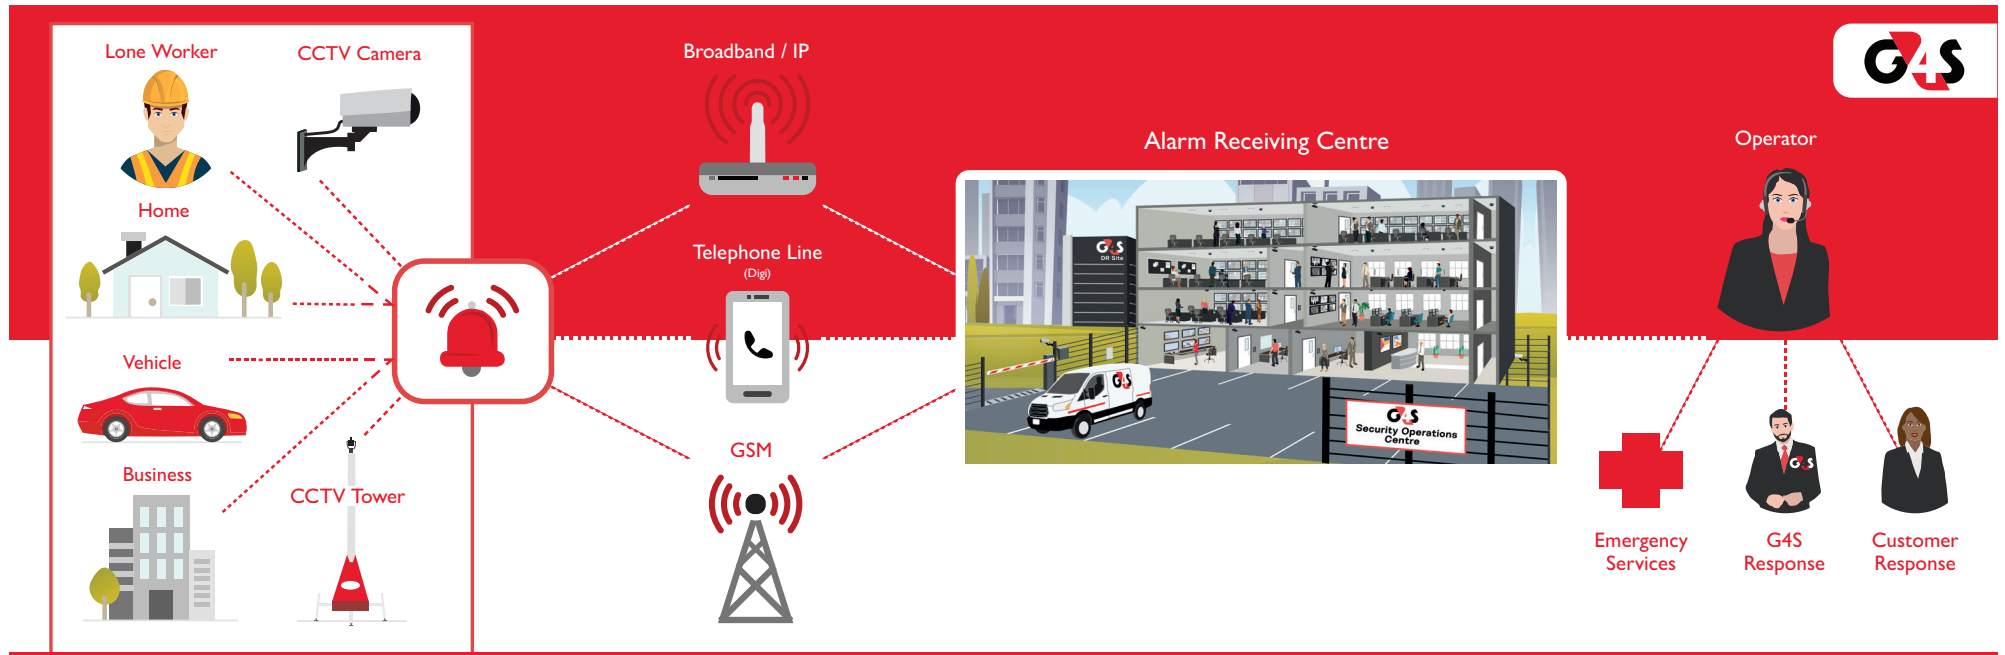 Lone Worker
CCTV Camera
Home
Vehicle
Business
CCTV Tower
Broadband / IP
Telephone Line
(Digi)
GSM
Alarm Receiving Centre
G4S
DR Site
G4S
G4S
Security Operations
Centre
G4S
Operator
Emergency
Services
G4S
G4S
Response
Customer
Response